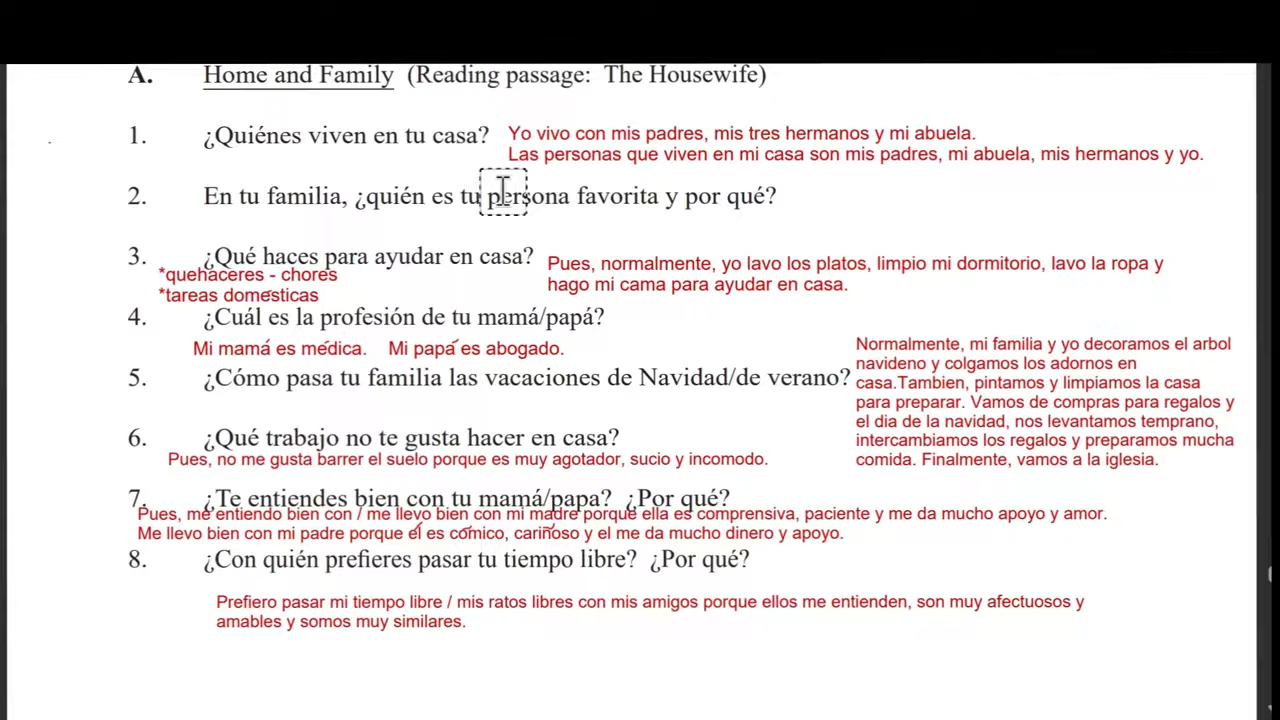 A. Home and Family (Reading passage: The Housewife)
1. ¿Quiénes viven en tu casa? Yo vivo con mis padres, mis tres hermanos y mi abuela.
Las personas que viven en mi casa son mis padres, mi abuela, mis hermanos y yo.
2. En tu familia, ¿quién es tu persona favorita y por qué?
3. ¿Qué haces para ayudar en casa? Pues, normalmente, yo lavo los platos, limpio mi dormitorio, lavo la ropa y
hago mi cama para ayudar en casa.
*quehaceres - chores
*tareas domésticas
4. ¿Cuál es la profesión de tu mamá/papá?
Mi mamá es médica. Mi papá es abogado.
5. ¿Cómo pasa tu familia las vacaciones de Navidad/de verano?
Normalmente, mi familia y yo decoramos el arbol
navideno y colgamos los adornos en
casa.Tambien, pintamos y limpiamos la casa
para preparar. Vamos de compras para regalos y
el dia de la navidad, nos levantamos temprano,
intercambiamos los regalos y preparamos mucha
comida. Finalmente, vamos a la iglesia.
6. ¿Qué trabajo no te gusta hacer en casa?
Pues, no me gusta barrer el suelo porque es muy agotador, sucio y incomodo.
7. ¿Te entiendes bien con tu mamá/papa? ¿Por qué?
Pues, me entiendo bien con / me llevo bien con mi madre porque ella es comprensiva, paciente y me da mucho apoyo y amor.
Me llevo bien con mi padre porque él es cómico, cariñoso y el me da mucho dinero y apoyo.
8. ¿Con quién prefieres pasar tu tiempo libre? ¿Por qué?
Prefiero pasar mi tiempo libre / mis ratos libres con mis amigos porque ellos me entienden, son muy afectuosos y
amables y somos muy similares.